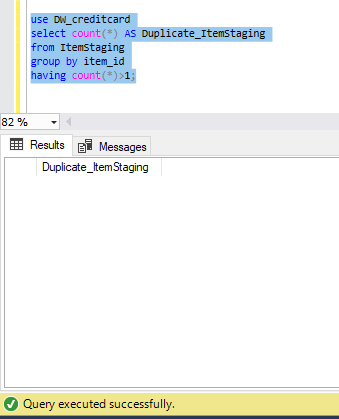 use DW_creditcard
select count(*) AS Duplicate_ItemStaging
from ItemStaging
group by item_id
having count(*)>1;
82 %
Results Messages
Duplicate_ItemStaging
Query executed successfully.